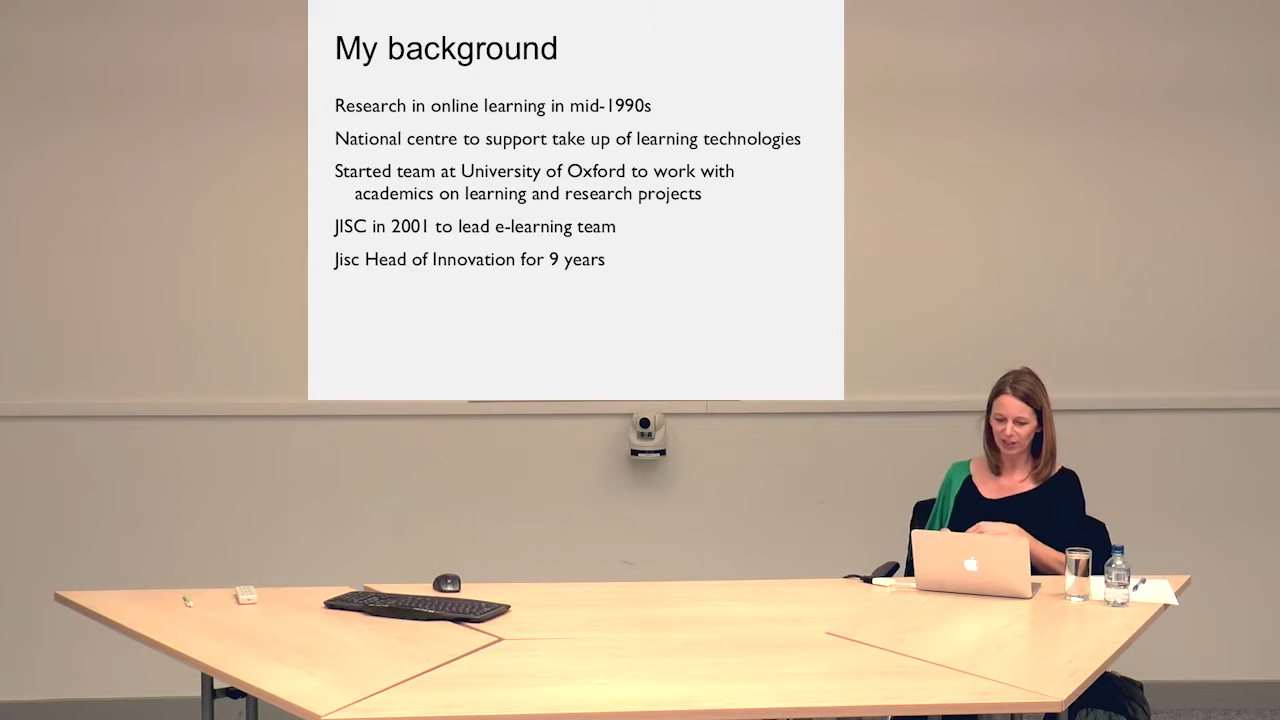 My background
Research in online learning in mid-1990s
National centre to support take up of learning technologies
Started team at University of Oxford to work with
academics on learning and research projects
JISC in 2001 to lead e-learning team
Jisc Head of Innovation for 9 years